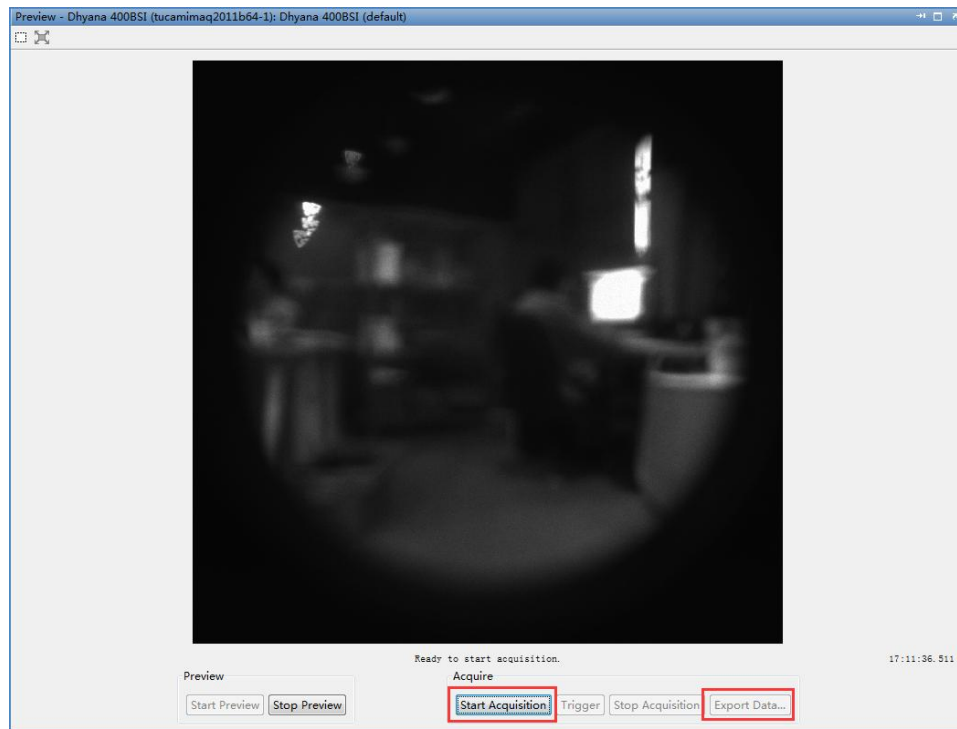 Preview - Dhyana 400BSI (tucamimaq2011b64-1): Dhyana 400BSI (default)
Ready to start acquisition.
17:11:36.511
Preview
Acquire
Start Preview Stop Preview Start Acquisition Trigger Stop Acquisition Export Data...